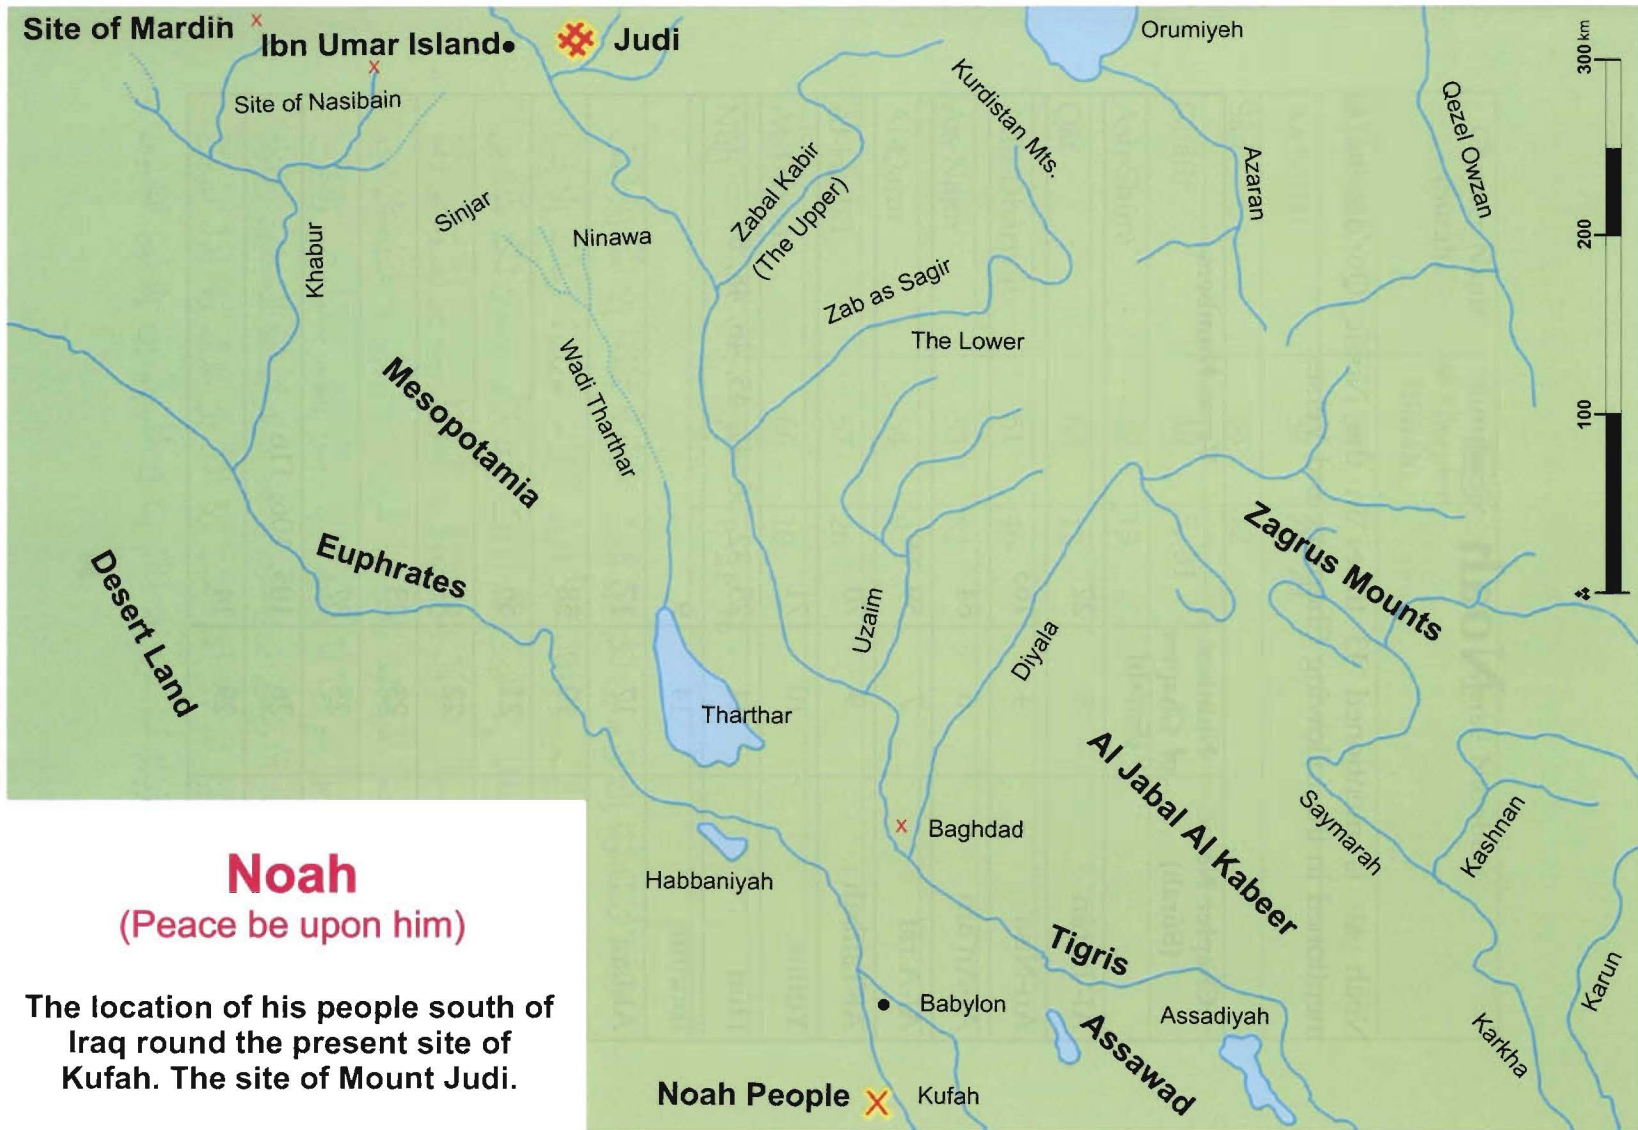 Site of Mardin
Ibn Umar Island
Judi
Orumiyeh
Site of Nasibain
Kurdistan Mts.
Qezel Owzan
300 km
Zabal Kabir
(The Upper)
Azaran
Sinjar
Ninawa
Khabur
200
Zab as Sagir
The Lower
Wadi Tharthar
Mesopotamia
100
Euphrates
Zagrus Mounts
Desert Land
Uzaim
Diyala
Tharthar
Al Jabal Al Kabeer
Saymarah
Kashnan
Baghdad
Habbaniyah
Tigris
Karun
Babylon
Assadiyah
Assawad
Karkha
Noah People
Kufah
Noah
(Peace be upon him)
The location of his people south of
Iraq round the present site of
Kufah. The site of Mount Judi.